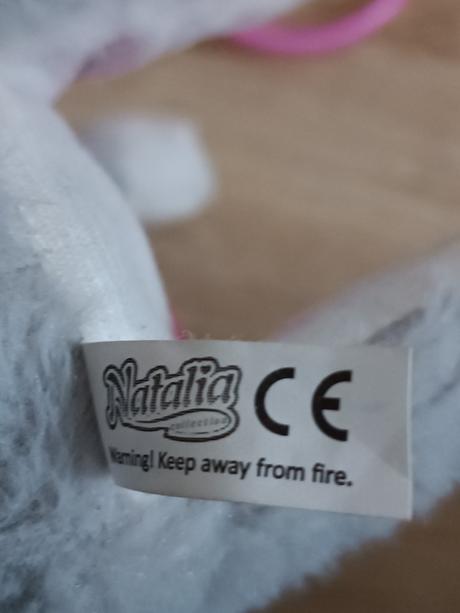 Natalia CE
collection
Warning! Keep away from fire.